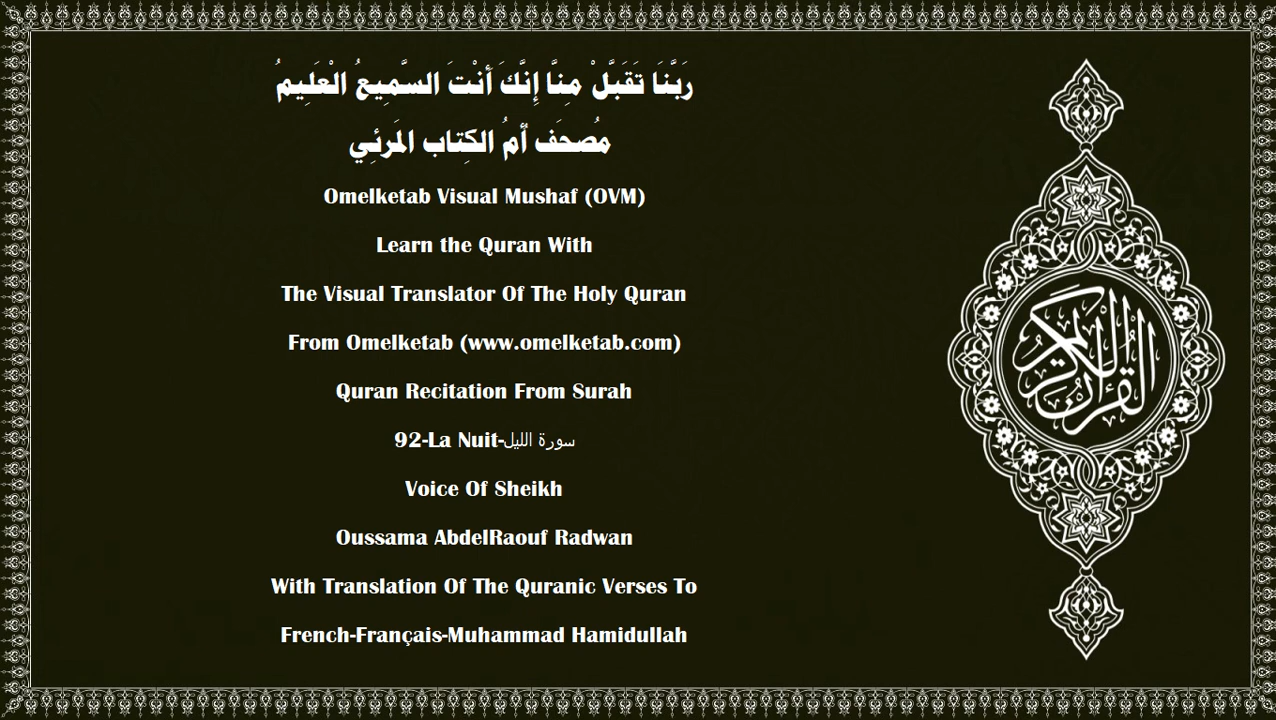 رَبَّنَا تَقَبَّلْ مِنَّا إِنَّكَ أَنْتَ السَّمِيعُ الْعَلِيمُ
مُصحَف أمُ الكِتاب المَرئِي
Omelketab Visual Mushaf (OVM)
Learn the Quran With
The Visual Translator Of The Holy Quran
From Omelketab (www.omelketab.com)
Quran Recitation From Surah
92-La Nuit-سورة الليل
Voice Of Sheikh
Oussama AbdelRaouf Radwan
With Translation Of The Quranic Verses To
French-Français-Muhammad Hamidullah
القرآن الكريم